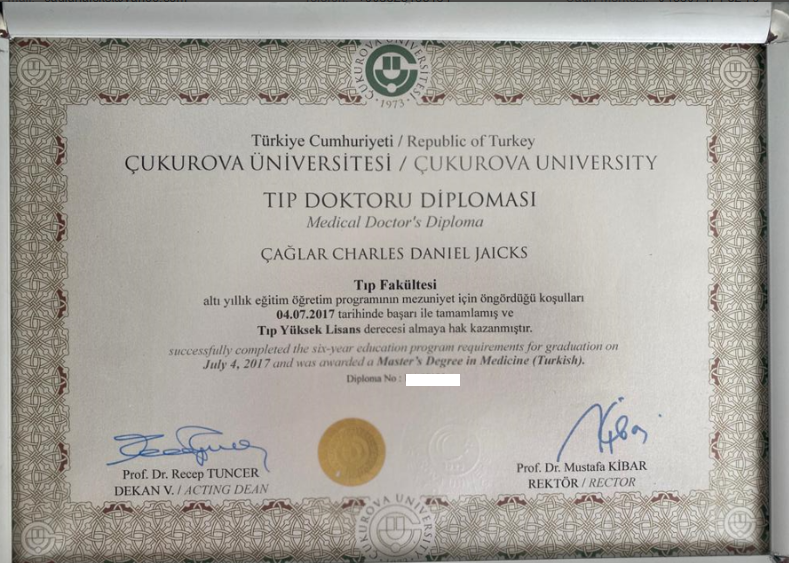 ÇUKUROVA ÜNİVERSİTESİ
1973
Türkiye Cumhuriyeti / Republic of Turkey
ÇUKUROVA ÜNİVERSİTESİ / ÇUKUROVA UNIVERSITY
TIP DOKTORU DİPLOMASI
Medical Doctor's Diploma
ÇAĞLAR CHARLES DANIEL JAICKS
Tıp Fakültesi
altı yıllık eğitim öğretim programının mezuniyet için öngördüğü koşulları
04.07.2017 tarihinde başarı ile tamamlamış ve
Tıp Yüksek Lisans derecesi almaya hak kazanmıştır.
successfully completed the six-year education program requirements for graduation on
July 4, 2017 and was awarded a Master's Degree in Medicine (Turkish).
Diploma No :
Prof. Dr. Recep TUNCER
DEKAN V. / ACTING DEAN
Prof. Dr. Mustafa KİBAR
REKTÖR / RECTOR
ÇUKUROVA